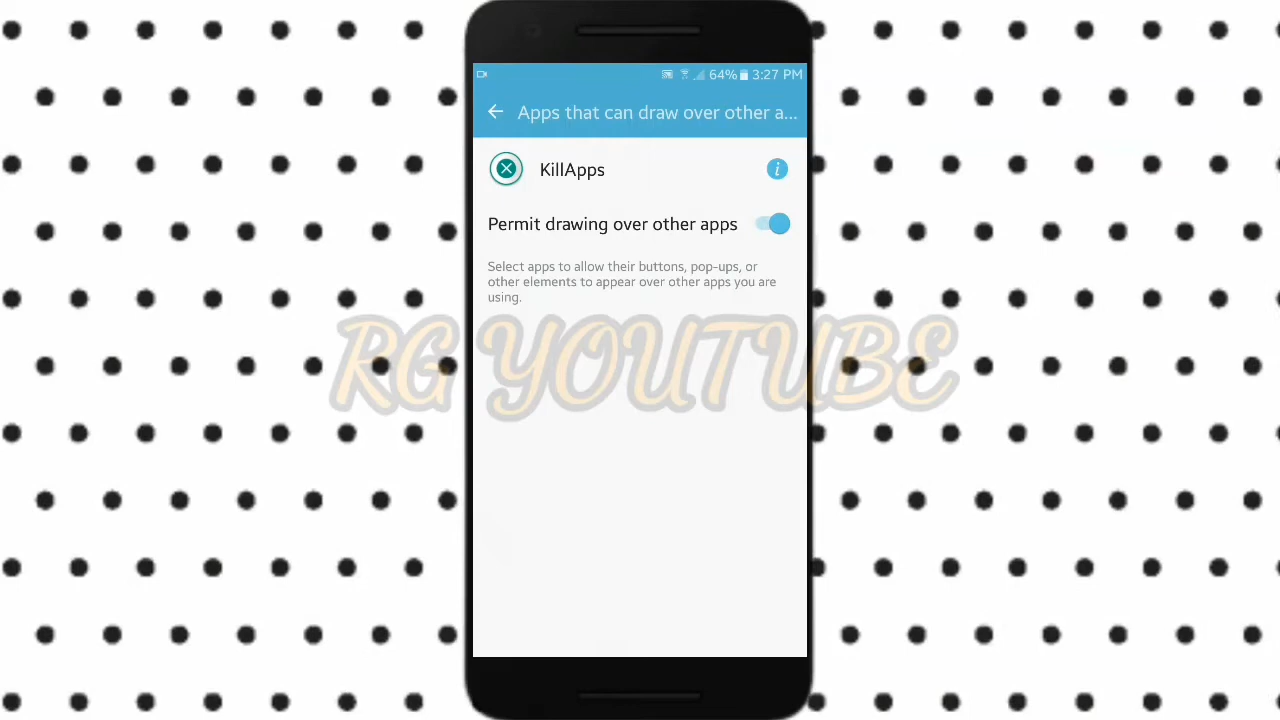 64% 3:27 PM
Apps that can draw over other a...
KillApps
i
Permit drawing over other apps
Select apps to allow their buttons, pop-ups, or
other elements to appear over other apps you are
using.
RG YOUTUBE